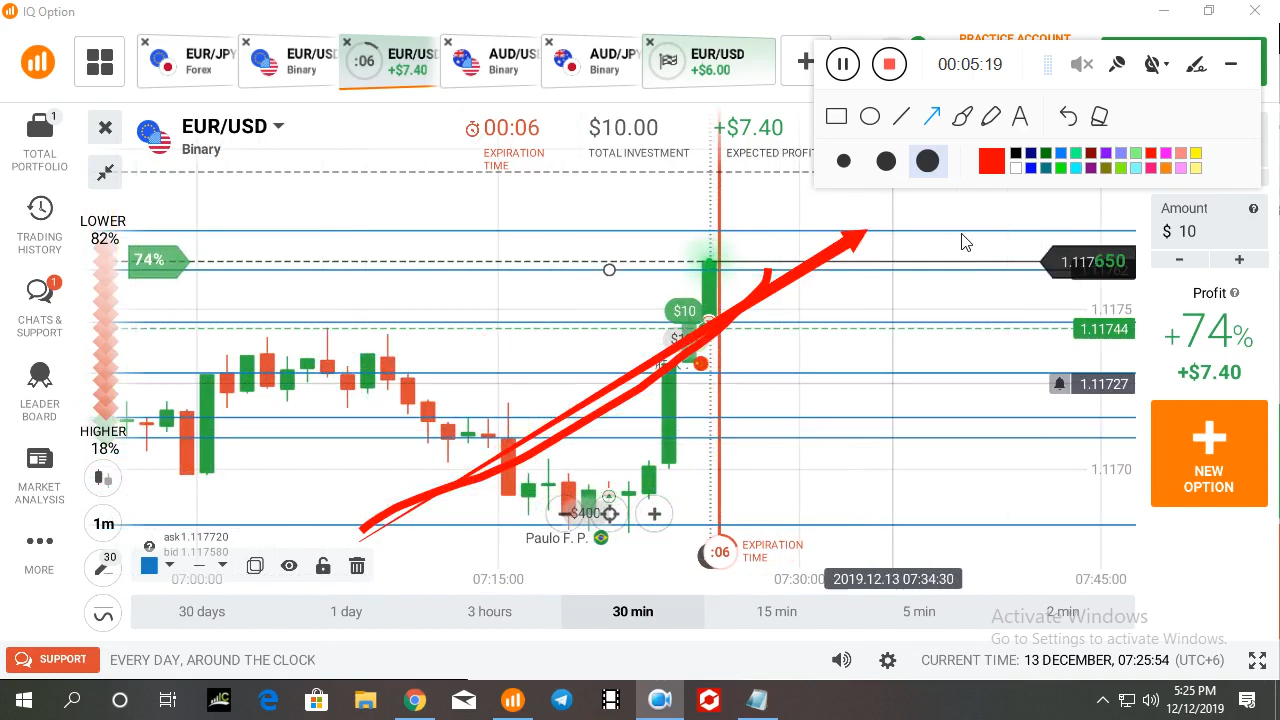 IQ Option
EUR/JPY
Forex
EUR/USD
Binary
:06
EUR/USD
+$7.40
AUD/USD
Binary
AUD/JPY
Binary
EUR/USD
+$6.00
PRACTICE ACCOUNT
00:05:19
TOTAL
PORTFOLIO
1
TRADING
HISTORY
CHATS &
SUPPORT
1
LEADER
BOARD
MARKET
ANALYSIS
MORE
EUR/USD
Binary
00:06
EXPIRATION
TIME
$10.00
TOTAL INVESTMENT
+$7.40
EXPECTED PROFIT
LOWER
82%
74%
HIGHER
18%
1m
30
$10
$400
Paulo F. P.
ask 1.117720
bid 1.117580
:06
EXPIRATION
TIME
1.117650
1.1175
1.11744
1.11727
1.1170
07:00:00
07:15:00
07:30:00
2019.12.13 07:34:30
07:45:00
30 days
1 day
3 hours
30 min
15 min
5 min
2 min
Amount
$ 10
Profit
+74%
+$7.40
NEW
OPTION
Activate Windows
Go to Settings to activate Windows.
SUPPORT
EVERY DAY, AROUND THE CLOCK
CURRENT TIME: 13 DECEMBER, 07:25:54 (UTC+6)
5:25 PM
12/12/2019